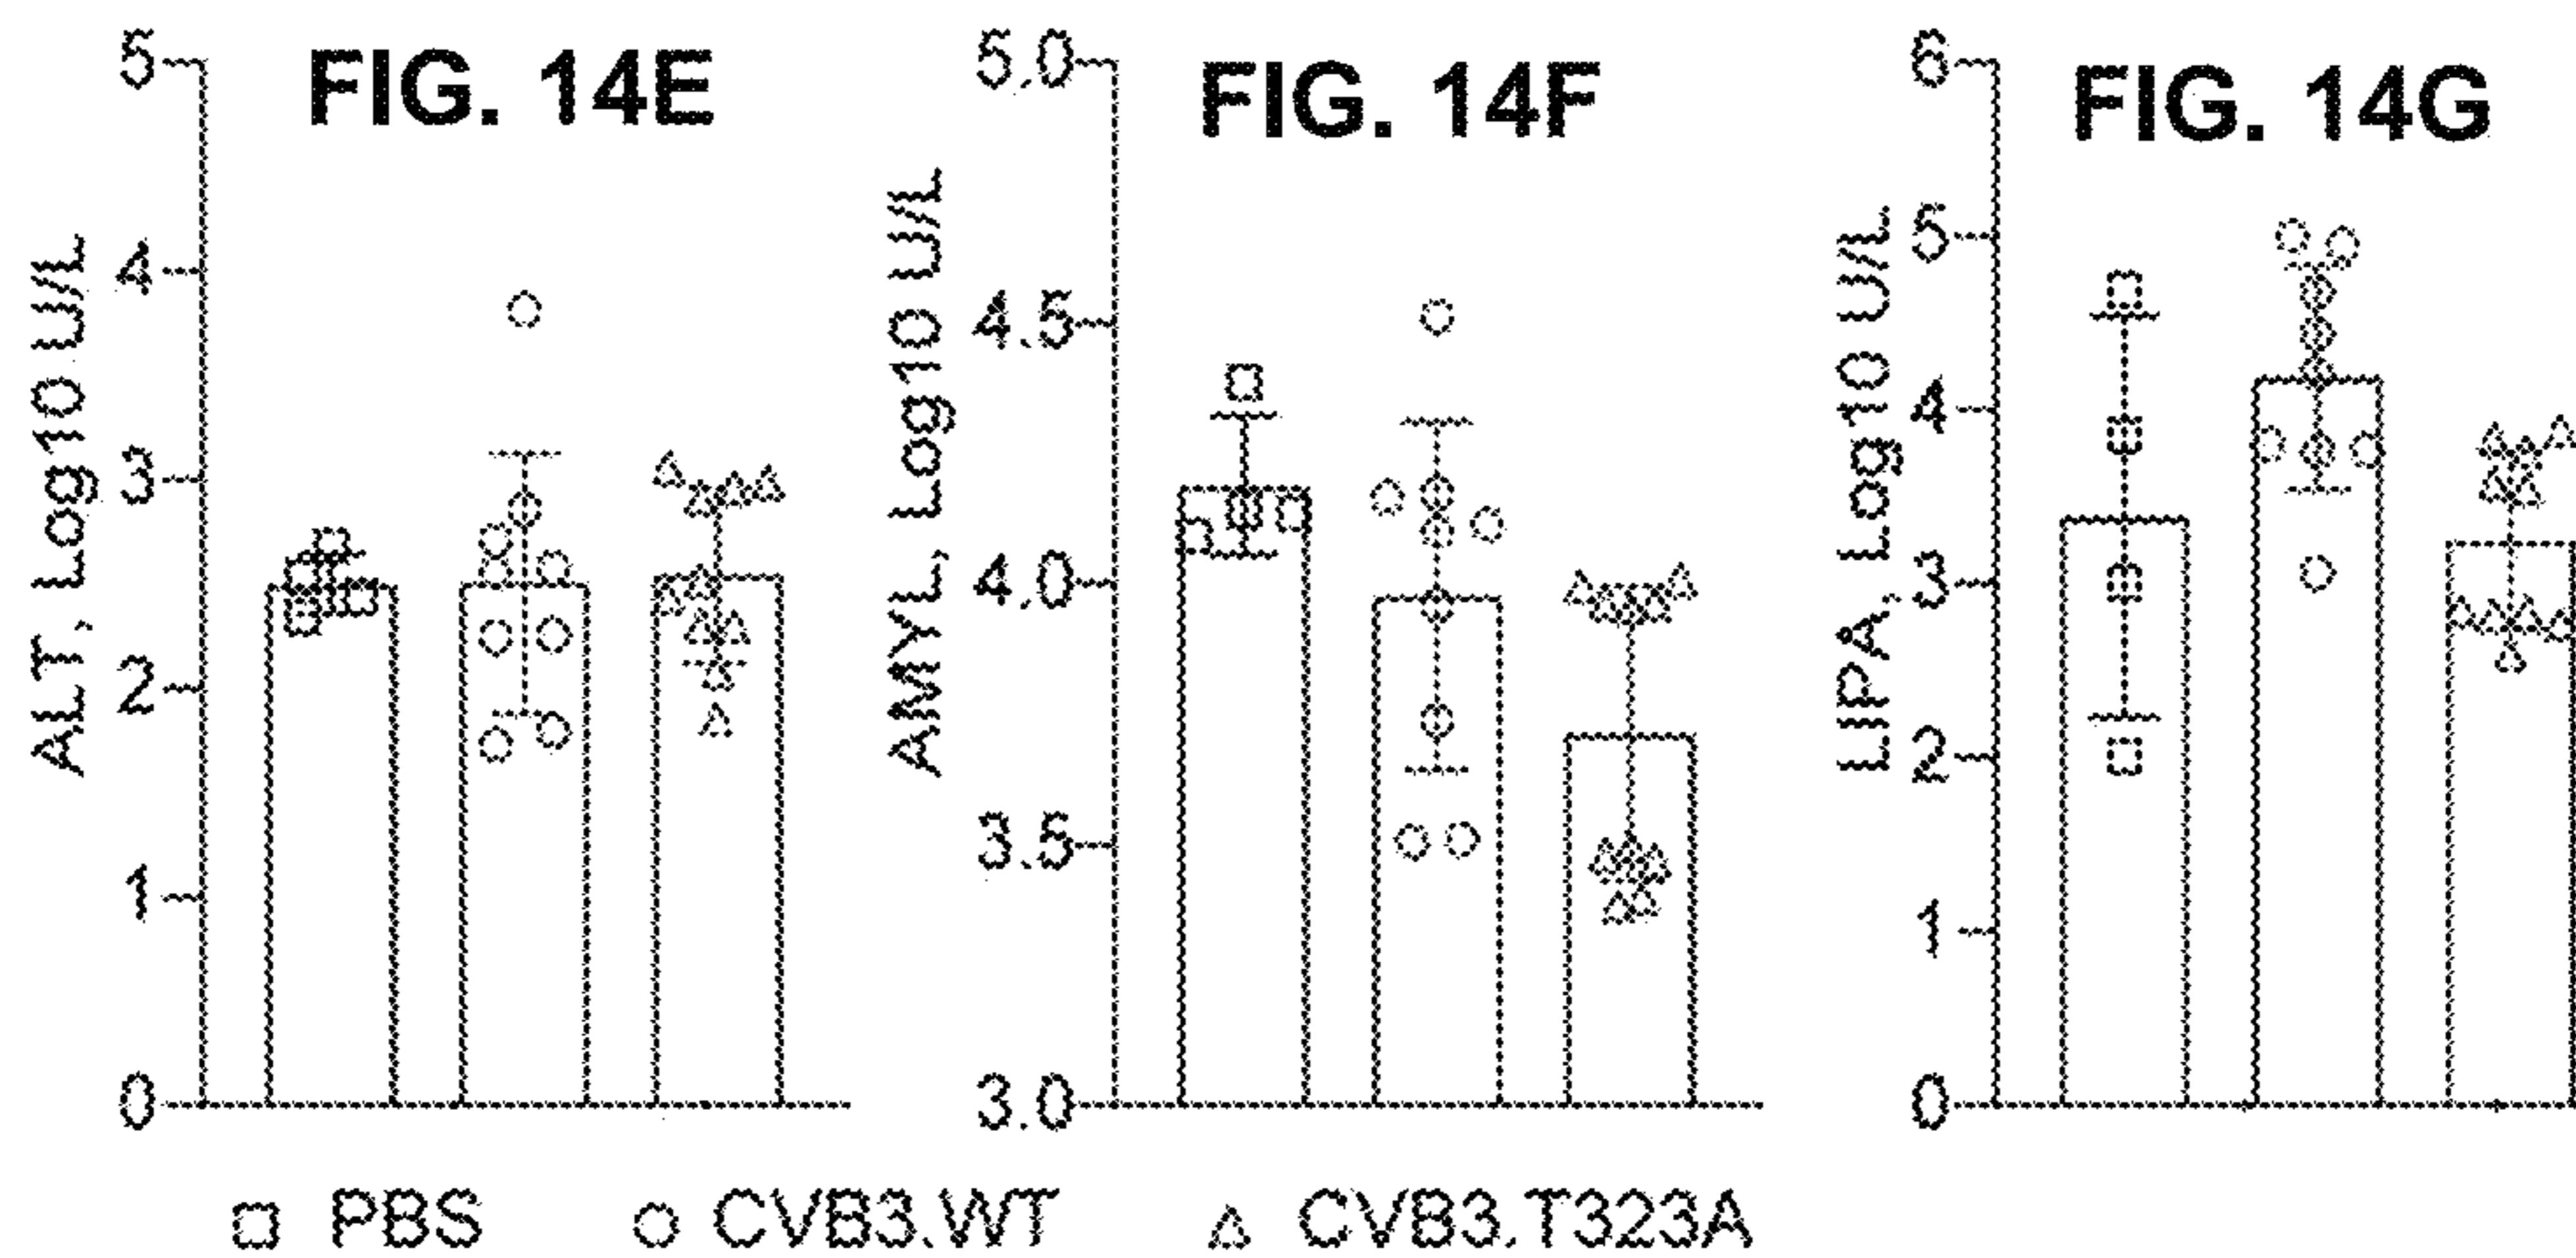 FIG. 14E
ALT, Log10 U/L
5
4
3
2
1
0
FIG. 14F
AMYL, Log10 U/L
5.0
4.5
4.0
3.5
3.0
FIG. 14G
LIPA, Log10 U/L
6
5
4
3
2
1
0
PBS CVB3.WT CVB3.T323A